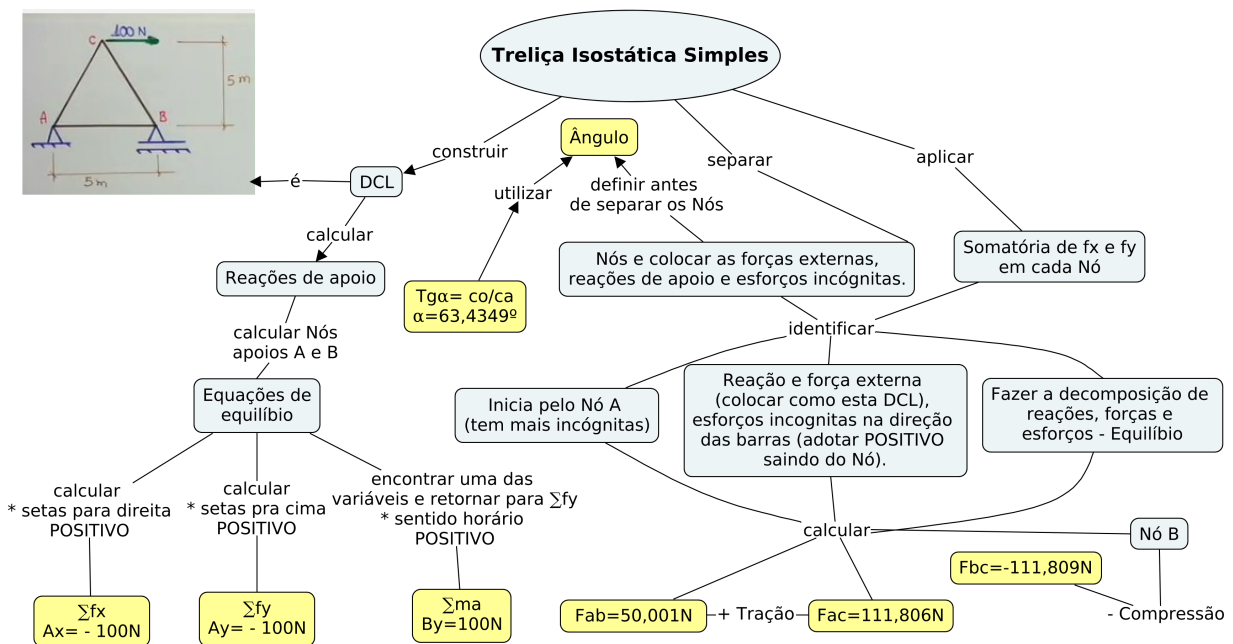 100 N
C
A
B
5 m
5 m
Treliça Isostática Simples
construir
separar
aplicar
Ângulo
é
DCL
utilizar
definir antes
de separar os Nós
calcular
Reações de apoio
Tgα= co/ca
α=63,4349º
Nós e colocar as forças externas,
reações de apoio e esforços incógnitas.
Somatória de fx e fy
em cada Nó
identificar
calcular Nós
apoios A e B
Equações de
equilíbio
Inicia pelo Nó A
(tem mais incógnitas)
Reação e força externa
(colocar como esta DCL),
esforços incognitas na direção
das barras (adotar POSITIVO
saindo do Nó).
Fazer a decomposição de
reações, forças e
esforços - Equilíbio
calcular
* setas para direita
POSITIVO
calcular
* setas pra cima
POSITIVO
encontrar uma das
variáveis e retornar para ∑fy
* sentido horário
POSITIVO
calcular
Nó B
∑fx
Ax= - 100N
∑fy
Ay= - 100N
∑ma
By=100N
Fab=50,001N
+ Tração
Fac=111,806N
Fbc=-111,809N
- Compressão